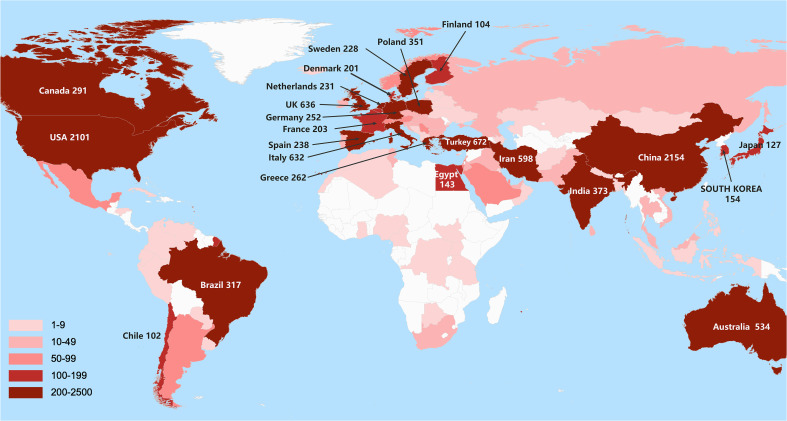 Finland 104
Poland 351
Sweden 228
Denmark 201
Canada 291
Netherlands 231
UK 636
Germany 252
USA 2101
France 203
Spain 238
Turkey 672
Japan 127
Italy 632
Iran 598
China 2154
Greece 262
Egypt
143
India 373
SOUTH KOREA
154
Brazil 317
Chile 102
Australia 534
1-9
10-49
50-99
100-199
200-2500